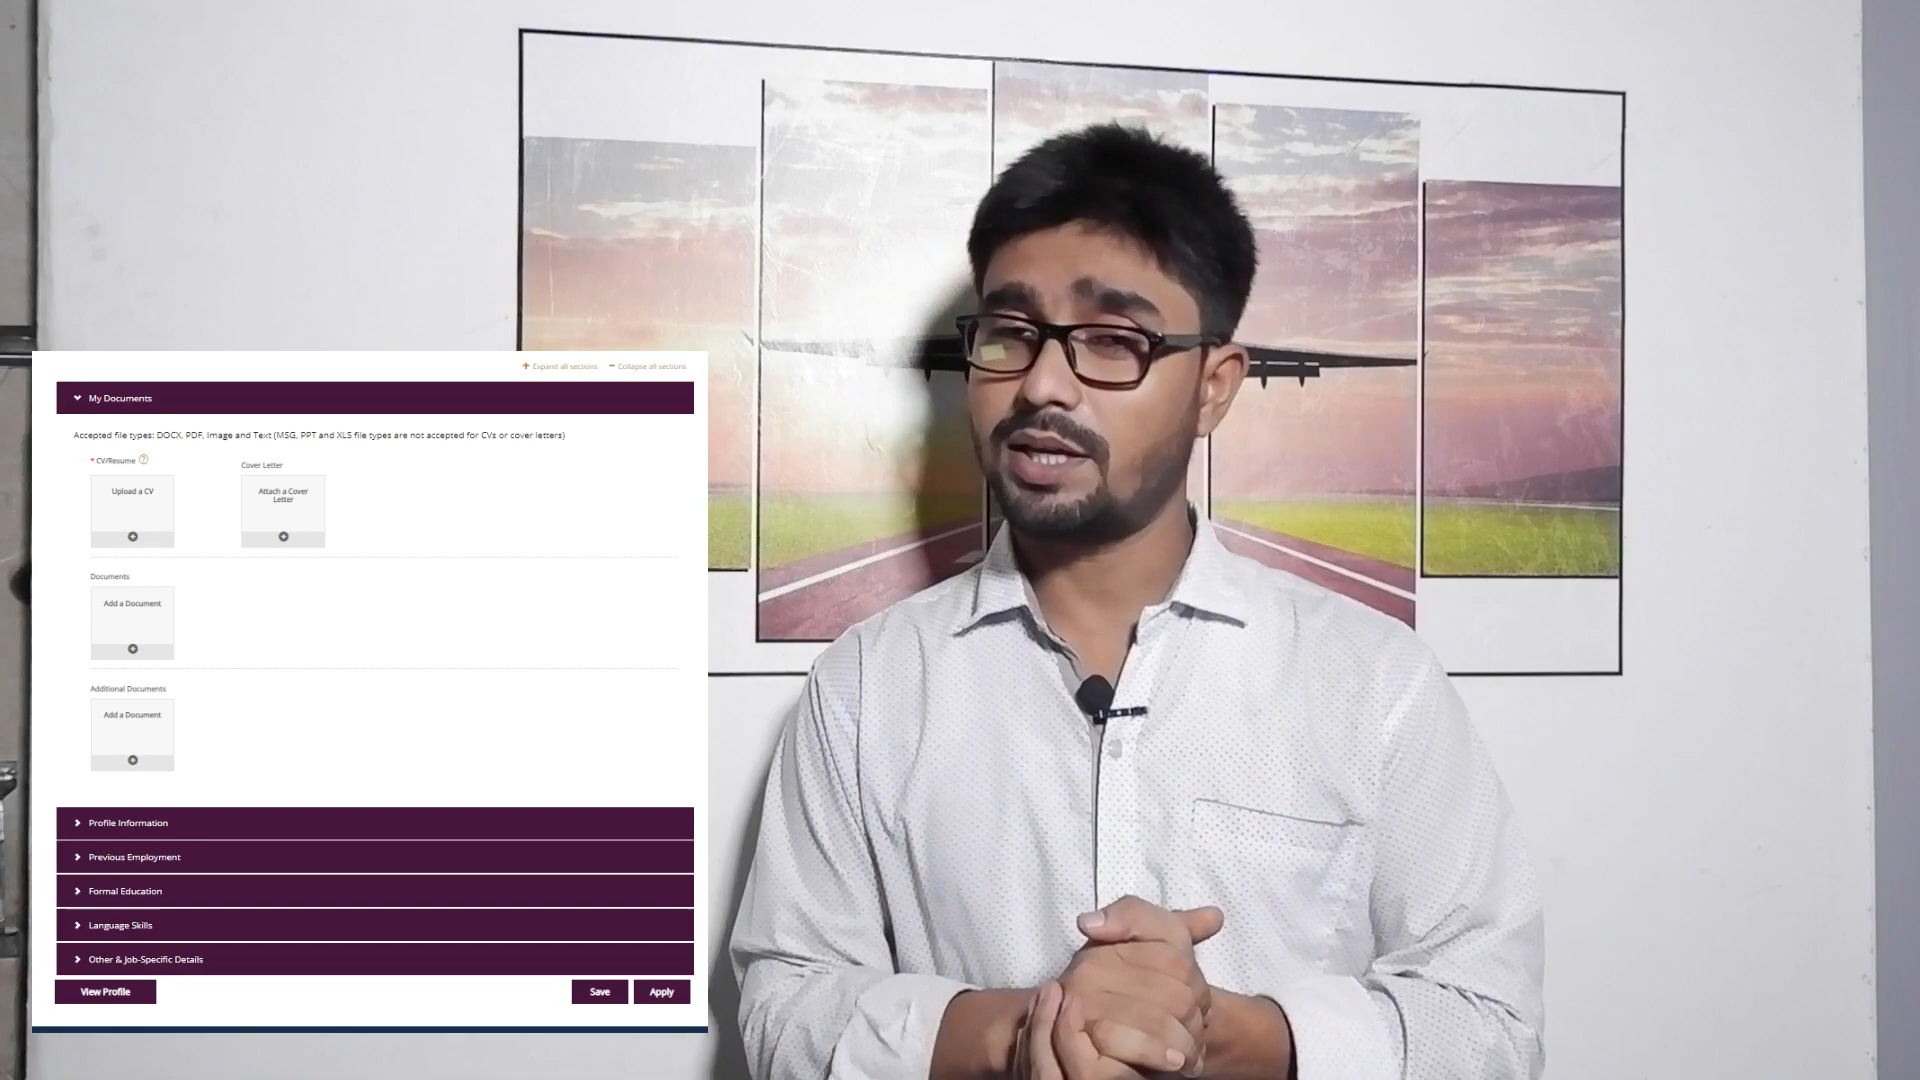 Expand all sections Collapse all sections
My Documents
Accepted file types: DOCX, PDF, Image and Text (MSG, PPT and XLS file types are not accepted for CVs or cover letters)
* CV/Resume
Cover Letter
Upload a CV
Attach a Cover
Letter
Documents
Add a Document
Additional Documents
Add a Document
Profile Information
Previous Employment
Formal Education
Language Skills
Other & Job-Specific Details
View Profile Save Apply